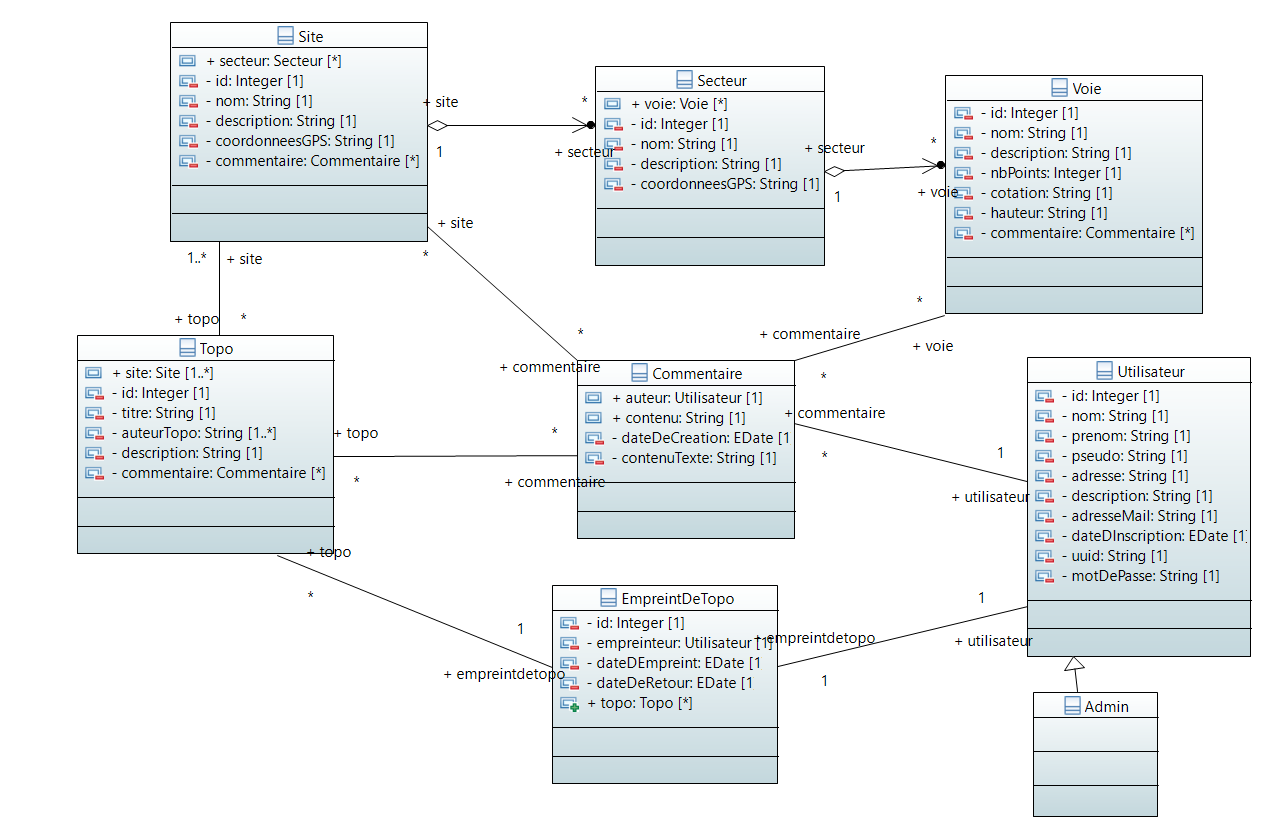 Site
+ secteur: Secteur [*]
- id: Integer [1]
- nom: String [1]
- description: String [1]
- coordonneesGPS: String [1]
- commentaire: Commentaire [*]
+ site
1
*
+ secteur
Secteur
+ voie: Voie [*]
- id: Integer [1]
- nom: String [1]
- description: String [1]
- coordonneesGPS: String [1]
+ secteur
1
*
+ voie
Voie
- id: Integer [1]
- nom: String [1]
- description: String [1]
- nbPoints: Integer [1]
- cotation: String [1]
- hauteur: String [1]
- commentaire: Commentaire [*]
+ site
*
1..*
+ site
+ topo
*
*
+ commentaire
+ commentaire
*
*
+ voie
Topo
+ site: Site [1..*]
- id: Integer [1]
- titre: String [1]
- auteurTopo: String [1..*]
- description: String [1]
- commentaire: Commentaire [*]
+ topo
*
*
+ commentaire
Commentaire
+ auteur: Utilisateur [1]
+ contenu: String [1]
- dateDeCreation: EDate [1
- contenuTexte: String [1]
+ commentaire
*
1
+ utilisateur
Utilisateur
- id: Integer [1]
- nom: String [1]
- prenom: String [1]
- pseudo: String [1]
- adresse: String [1]
- description: String [1]
- adresseMail: String [1]
- dateDInscription: EDate [1]
- uuid: String [1]
- motDePasse: String [1]
+ topo
*
1
+ empreintdetopo
EmpreintDeTopo
- id: Integer [1]
- empreinteur: Utilisateur [1]
- dateDEmpreint: EDate [1
- dateDeRetour: EDate [1
+ topo: Topo [*]
+ empreintdetopo
1
1
+ utilisateur
Admin